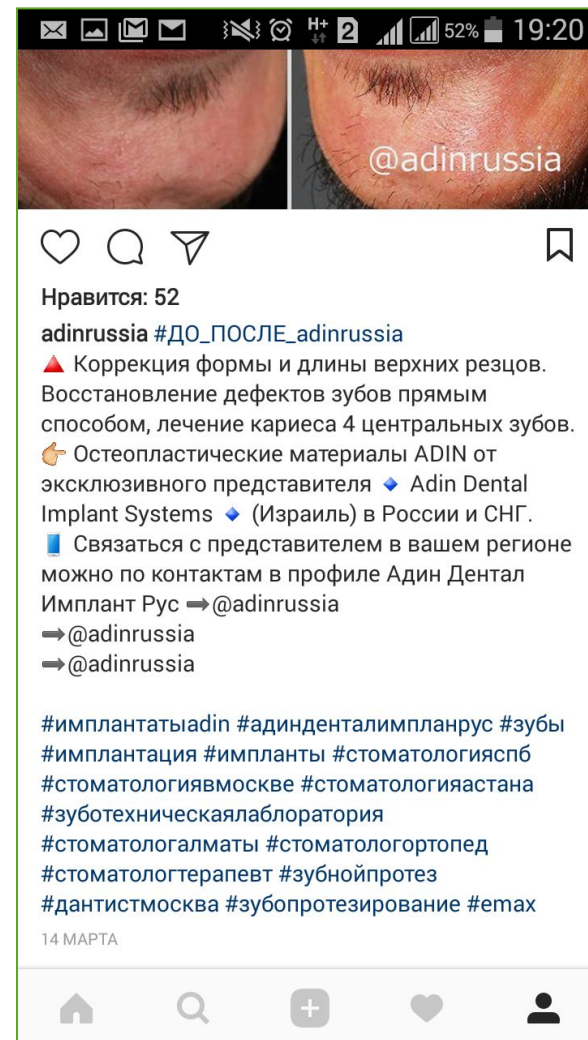 H+ 2 52% 19:20
@adinrussia
Нравится: 52
adinrussia #ДО_ПОСЛЕ_adinrussia
🔺 Коррекция формы и длины верхних резцов.
Восстановление дефектов зубов прямым
способом, лечение кариеса 4 центральных зубов.
👉 Остеопластические материалы ADIN от
эксклюзивного представителя 🔹 Adin Dental
Implant Systems 🔹 (Израиль) в России и СНГ.
📱 Связаться с представителем в вашем регионе
можно по контактам в профиле Адин Дентал
Имплант Рус ➡@adinrussia
➡@adinrussia
➡@adinrussia
#имплантатыadin #адинденталимпланрус #зубы
#имплантация #импланты #стоматологияспб
#стоматологиявмоскве #стоматологияастана
#зуботехническаялаблоратория
#стоматологалматы #стоматологортопед
#стоматологтерапевт #зубнойпротез
#дантистмосква #зубопротезирование #emax
14 МАРТА